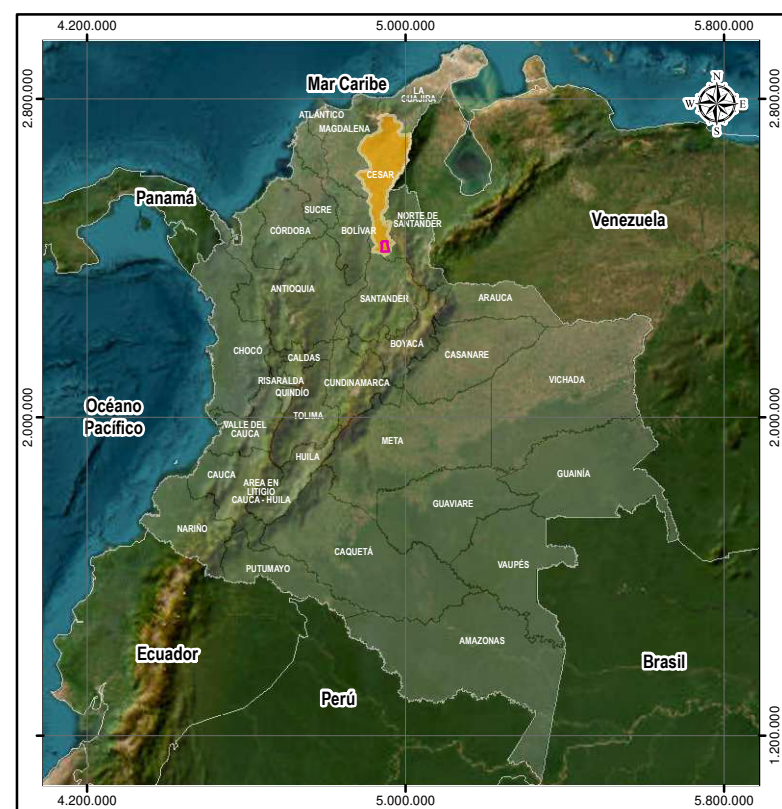 4.200.000
5.000.000
5.800.000
2.800.000
2.800.000
Mar Caribe
LA
GUAJIRA
N
W
E
S
ATLÁNTICO
MAGDALENA
CESAR
Panamá
SUCRE
NORTE DE
SANTANDER
Venezuela
CÓRDOBA
BOLÍVAR
ANTIOQUIA
SANTANDER
ARAUCA
CHOCÓ
CALDAS
BOYACÁ
CASANARE
RISARALDA
CUNDINAMARCA
VICHADA
QUINDÍO
Océano
Pacífico
TOLIMA
2.000.000
2.000.000
VALLE DEL
CAUCA
META
HUILA
CAUCA
GUAINÍA
AREA EN
LITIGIO
CAUCA - HUILA
GUAVIARE
NARIÑO
CAQUETÁ
PUTUMAYO
VAUPÉS
AMAZONAS
Ecuador
Brasil
Perú
1.200.000
1.200.000
4.200.000
5.000.000
5.800.000